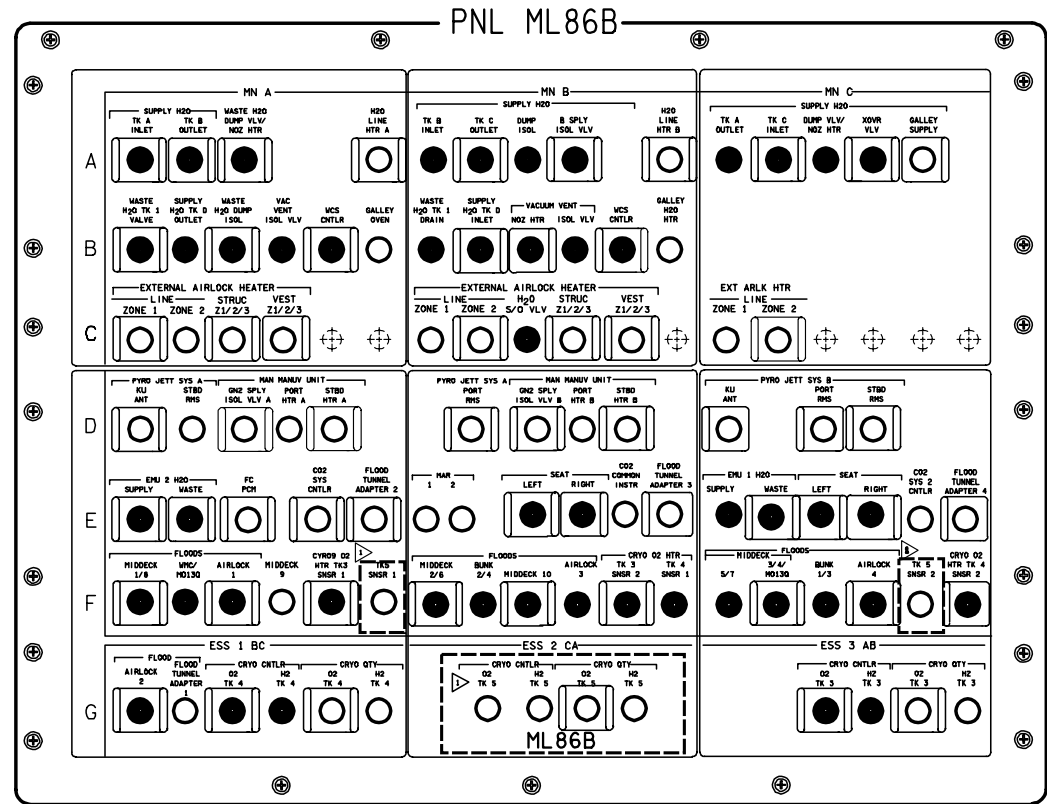 PNL ML86B
MN A MN B MN C
SUPPLY H2O SUPPLY H2O SUPPLY H2O
TK A INLET
TK B OUTLET
WASTE H2O DUMP VLV/ NOZ HTR
H2O LINE HTR A
TK B INLET
TK C OUTLET
DUMP ISOL
B SPLY ISOL VLV
H2O LINE HTR B
TK A OUTLET
TK C INLET
DUMP VLV/ NOZ HTR
XOVR VLV
GALLEY SUPPLY
A
WASTE H2O TK 1 VALVE
SUPPLY H2O TK D OUTLET
WASTE H2O DUMP ISOL
VAC VENT ISOL VLV
WCS CNTLR
GALLEY OVEN
WASTE H2O TK 1 DRAIN
SUPPLY H2O TK D INLET
VACUUM VENT
NOZ HTR
ISOL VLV
WCS CNTLR
GALLEY H2O HTR
B
EXTERNAL AIRLOCK HEATER
LINE
ZONE 1
ZONE 2
STRUC Z1/2/3
VEST Z1/2/3
EXTERNAL AIRLOCK HEATER
LINE
ZONE 1
ZONE 2
H2O S/O VLV
STRUC Z1/2/3
VEST Z1/2/3
EXT ARLK HTR
LINE
ZONE 1
ZONE 2
C
PYRO JETT SYS A
KU ANT
STBD RMS
MAN MANUV UNIT
GN2 SPLY ISOL VLV A
PORT HTR A
STBD HTR A
PYRO JETT SYS A
PORT RMS
MAN MANUV UNIT
GN2 SPLY ISOL VLV B
PORT HTR B
STBD HTR B
PYRO JETT SYS B
KU ANT
PORT RMS
STBD RMS
D
EMU 2 H2O
SUPPLY
WASTE
FC PCM
CO2 SYS CNTLR
FLOOD TUNNEL ADAPTER 2
MAR
1
2
SEAT
LEFT
RIGHT
CO2 COMMON INSTR
FLOOD TUNNEL ADAPTER 3
EMU 1 H2O
SUPPLY
WASTE
SEAT
LEFT
RIGHT
CO2 SYS 2 CNTLR
FLOOD TUNNEL ADAPTER 4
E
FLOODS
MIDDECK 1/8
WMC/ MO13Q
AIRLOCK 1
MIDDECK 9
CYRO9 O2 HTR TK3 SNSR 1
1
TK5 SNSR 1
FLOODS
MIDDECK 2/6
BUNK 2/4
MIDDECK 10
AIRLOCK 3
CRYO O2 HTR
TK 3 SNSR 2
TK 4 SNSR 1
FLOODS
MIDDECK
5/7
3/4/ MO13Q
BUNK 1/3
AIRLOCK 4
TK 5 SNSR 2
CRYO O2 HTR TK 4 SNSR 2
F
ESS 1 BC ESS 2 CA ESS 3 AB
FLOOD
AIRLOCK 2
FLOOD TUNNEL ADAPTER 1
CRYO CNTLR
O2 TK 4
H2 TK 4
CRYO QTY
O2 TK 4
H2 TK 4
1
CRYO CNTLR
O2 TK 5
H2 TK 5
CRYO QTY
O2 TK 5
H2 TK 5
CRYO CNTLR
O2 TK 3
H2 TK 3
CRYO QTY
O2 TK 3
H2 TK 3
G
ML86B